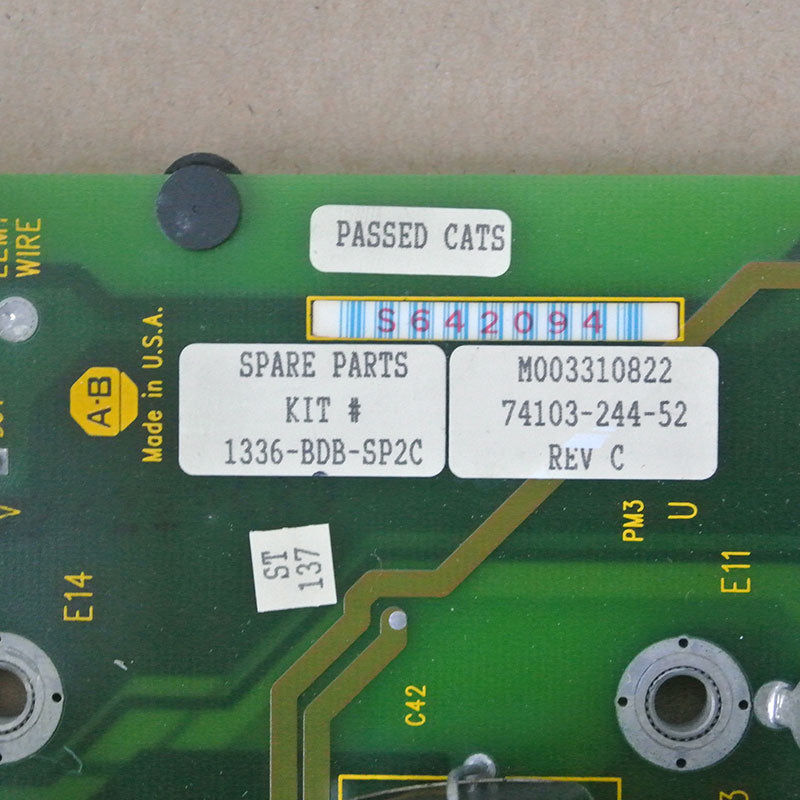 WIRE
PASSED CATS
S642094
A-B
Made in U.S.A.
SPARE PARTS
KIT #
1336-BDB-SP2C
M003310822
74103-244-52
REV C
ST
137
PM3
U
E14
E11
C42